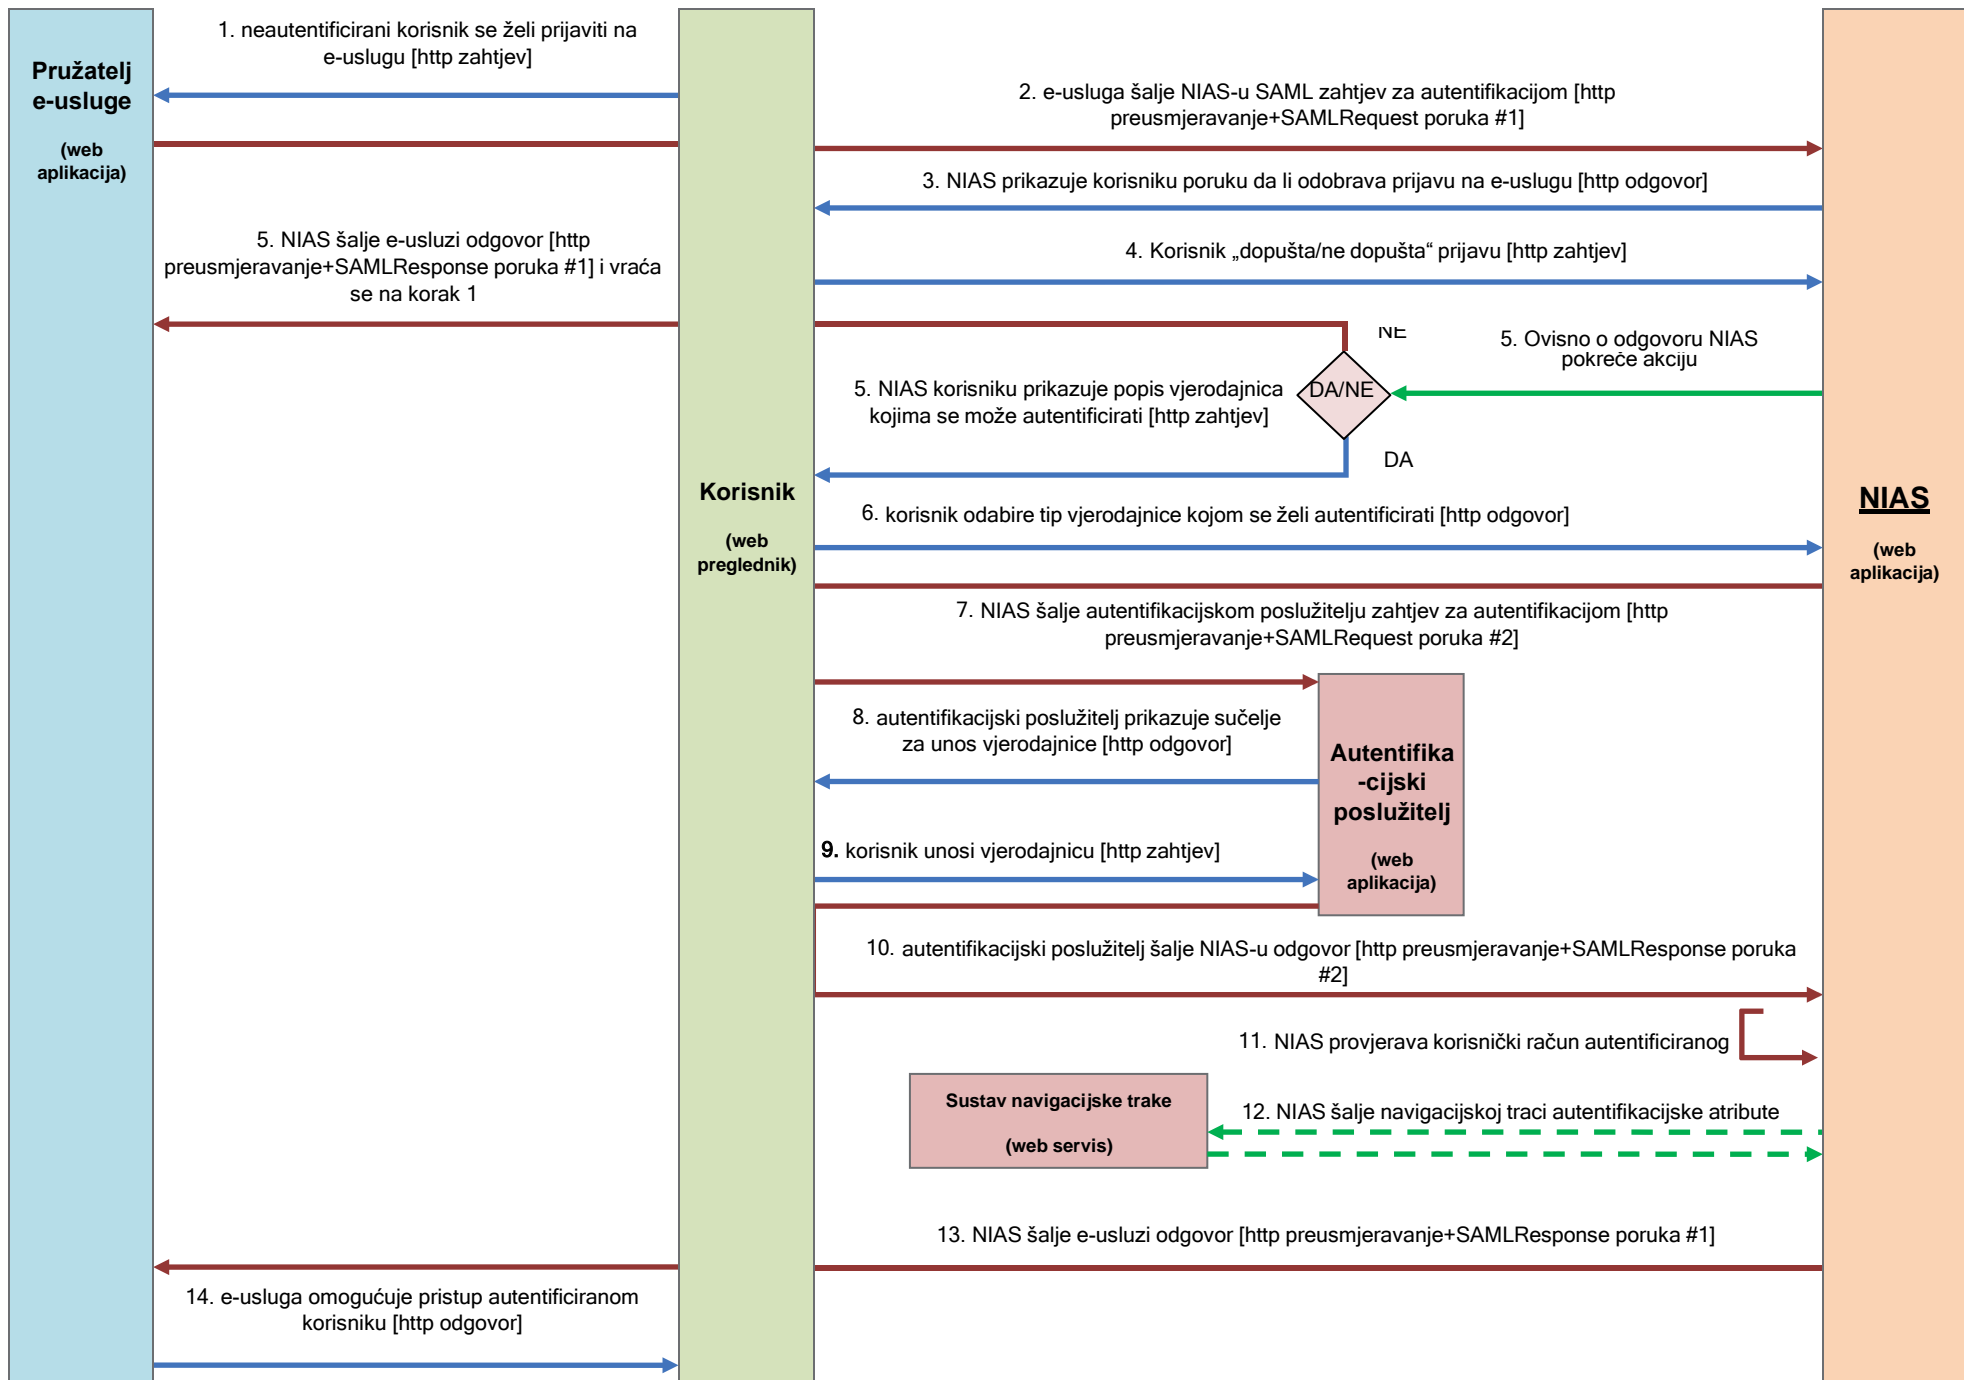 1. neautentificirani korisnik se želi prijaviti na
e-uslugu [http zahtjev]
Pružatelj
e-usluge
(web
aplikacija)
2. e-usluga šalje NIAS-u SAML zahtjev za autentifikacijom [http
preusmjeravanje+SAMLRequest poruka #1]
3. NIAS prikazuje korisniku poruku da li odobrava prijavu na e-uslugu [http odgovor]
5. NIAS šalje e-usluzi odgovor [http
preusmjeravanje+SAMLResponse poruka #1] i vraća
se na korak 1
4. Korisnik „dopušta/ne dopušta“ prijavu [http zahtjev]
NE
5. Ovisno o odgovoru NIAS
pokreće akciju
5. NIAS korisniku prikazuje popis vjerodajnica
kojima se može autentificirati [http zahtjev]
DA/NE
DA
Korisnik
(web
preglednik)
NIAS
(web
aplikacija)
6. korisnik odabire tip vjerodajnice kojom se želi autentificirati [http odgovor]
7. NIAS šalje autentifikacijskom poslužitelju zahtjev za autentifikacijom [http
preusmjeravanje+SAMLRequest poruka #2]
8. autentifikacijski poslužitelj prikazuje sučelje
za unos vjerodajnice [http odgovor]
Autentifika
-cijski
poslužitelj
(web
aplikacija)
9. korisnik unosi vjerodajnicu [http zahtjev]
10. autentifikacijski poslužitelj šalje NIAS-u odgovor [http preusmjeravanje+SAMLResponse poruka
#2]
11. NIAS provjerava korisnički račun autentificiranog
Sustav navigacijske trake
(web servis)
12. NIAS šalje navigacijskoj traci autentifikacijske atribute
13. NIAS šalje e-usluzi odgovor [http preusmjeravanje+SAMLResponse poruka #1]
14. e-usluga omogućuje pristup autentificiranom
korisniku [http odgovor]